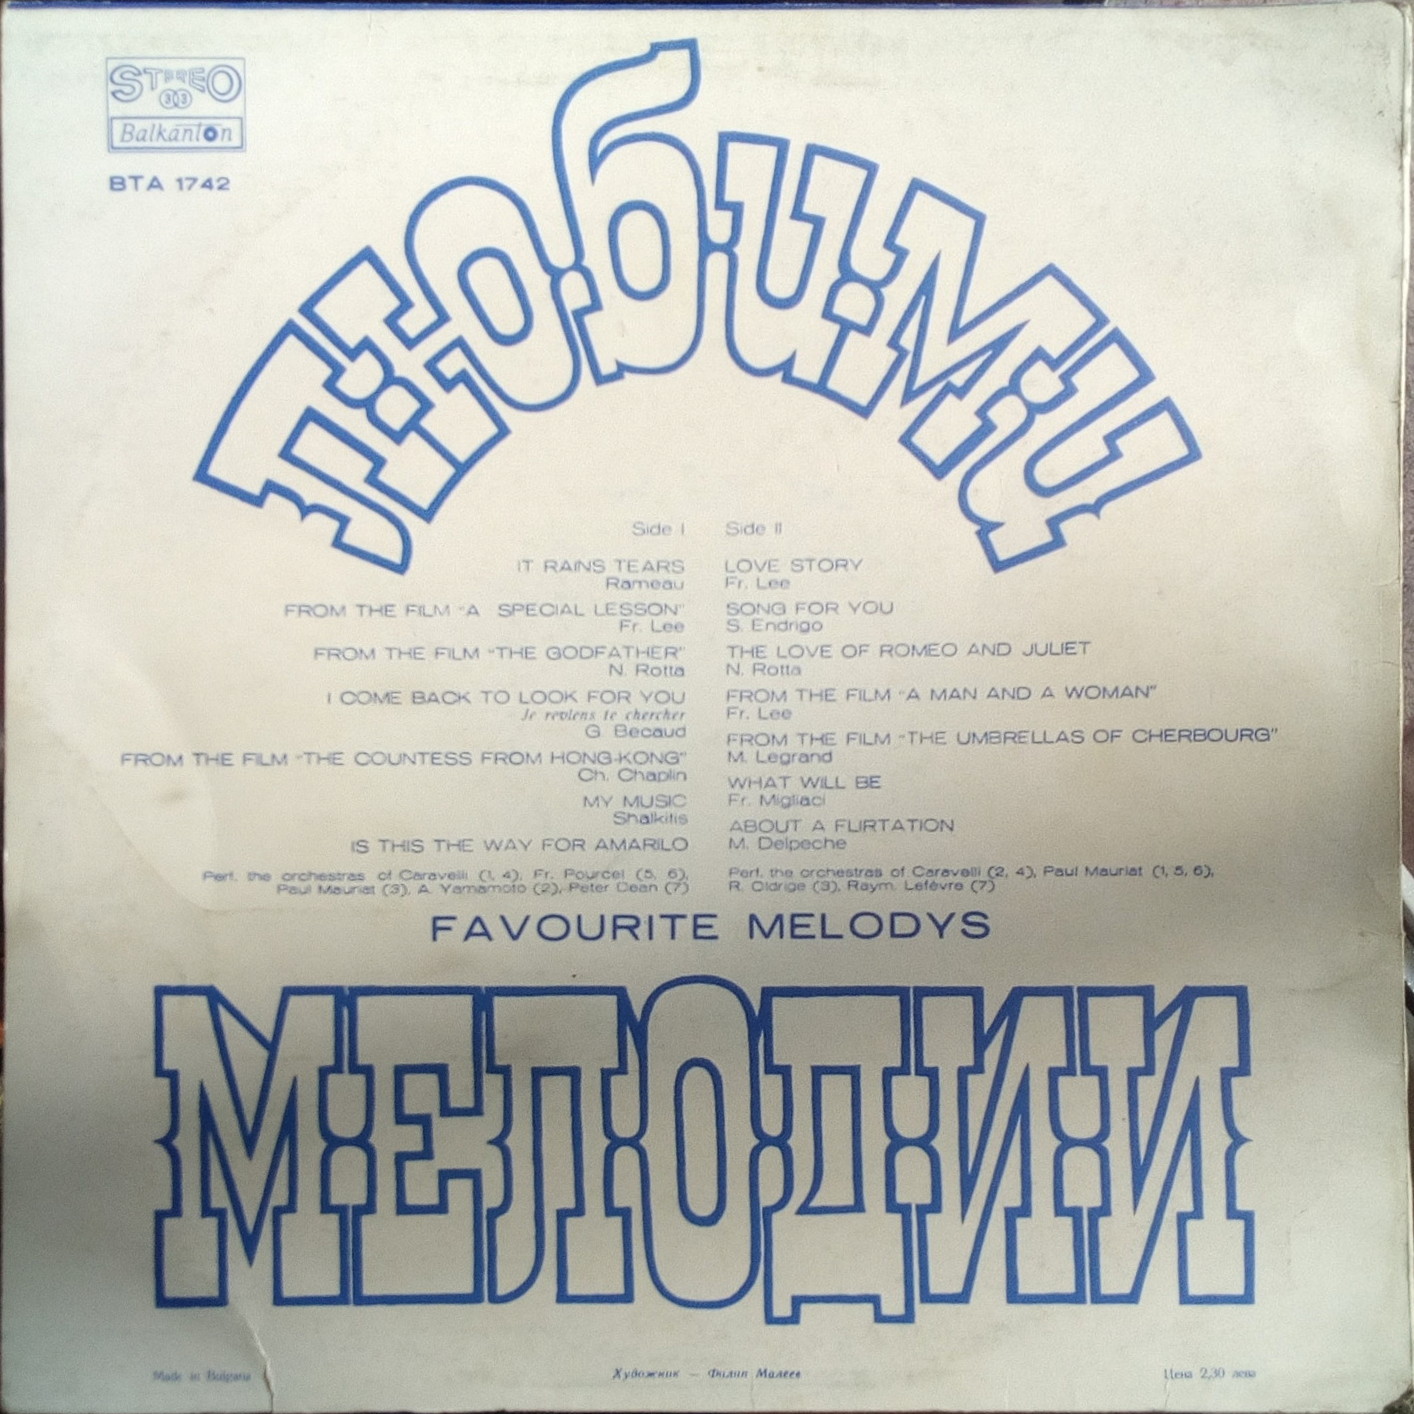 STEREO
33
Balkanton
BTA 1742
Любими
Side I
IT RAINS TEARS
Rameau
FROM THE FILM "A SPECIAL LESSON"
Fr. Lee
FROM THE FILM "THE GODFATHER"
N. Rotta
I COME BACK TO LOOK FOR YOU
Je reviens te chercher
G. Becaud
FROM THE FILM "THE COUNTESS FROM HONG-KONG"
Ch. Chaplin
MY MUSIC
Shalkitis
IS THIS THE WAY FOR AMARILO
Perf. the orchestras of Caravelli (1, 4), Fr. Pourcel (5, 6),
Paul Mauriat (3), A. Yamamoto (2), Peter Dean (7)
Side II
LOVE STORY
Fr. Lee
SONG FOR YOU
S. Endrigo
THE LOVE OF ROMEO AND JULIET
N. Rotta
FROM THE FILM "A MAN AND A WOMAN"
Fr. Lee
FROM THE FILM "THE UMBRELLAS OF CHERBOURG"
M. Legrand
WHAT WILL BE
Fr. Migliaci
ABOUT A FLIRTATION
M. Delpeche
Perf. the orchestras of Caravelli (2, 4), Paul Mauriat (1, 5, 6),
R. Oldrige (3), Raym. Lefèvre (7)
FAVOURITE MELODYS
МЕЛОДИИ
Made in Bulgaria
Художник — Филип Малеев
Цена 2,30 лева